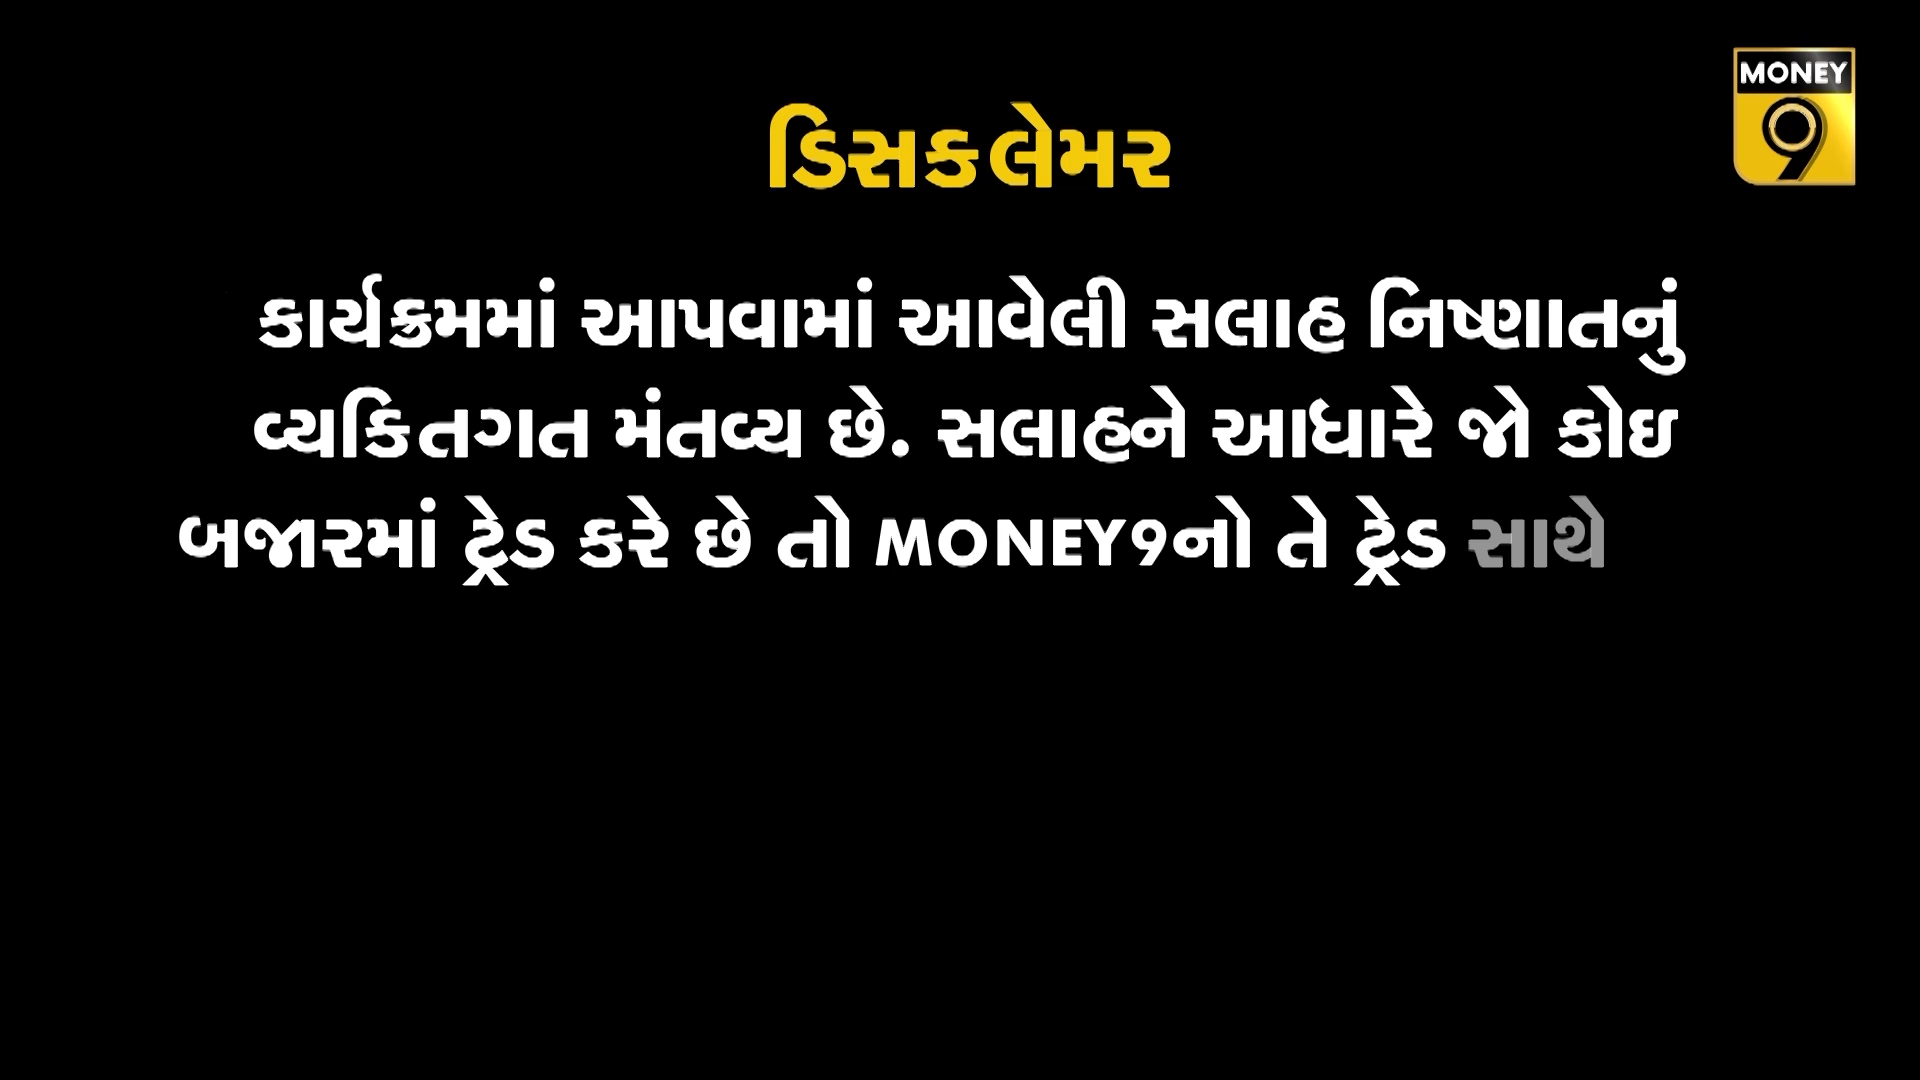 MONEY
9
ડિસકલેમર
કાર્યક્રમમાં આપવામાં આવેલી સલાહ નિષ્ણાતનું
વ્યકિતગત મંતવ્ય છે. સલાહને આધારે જો કોઇ
બજારમાં ટ્રેડ કરે છે તો MONEY9નો તે ટ્રેડ સાથે